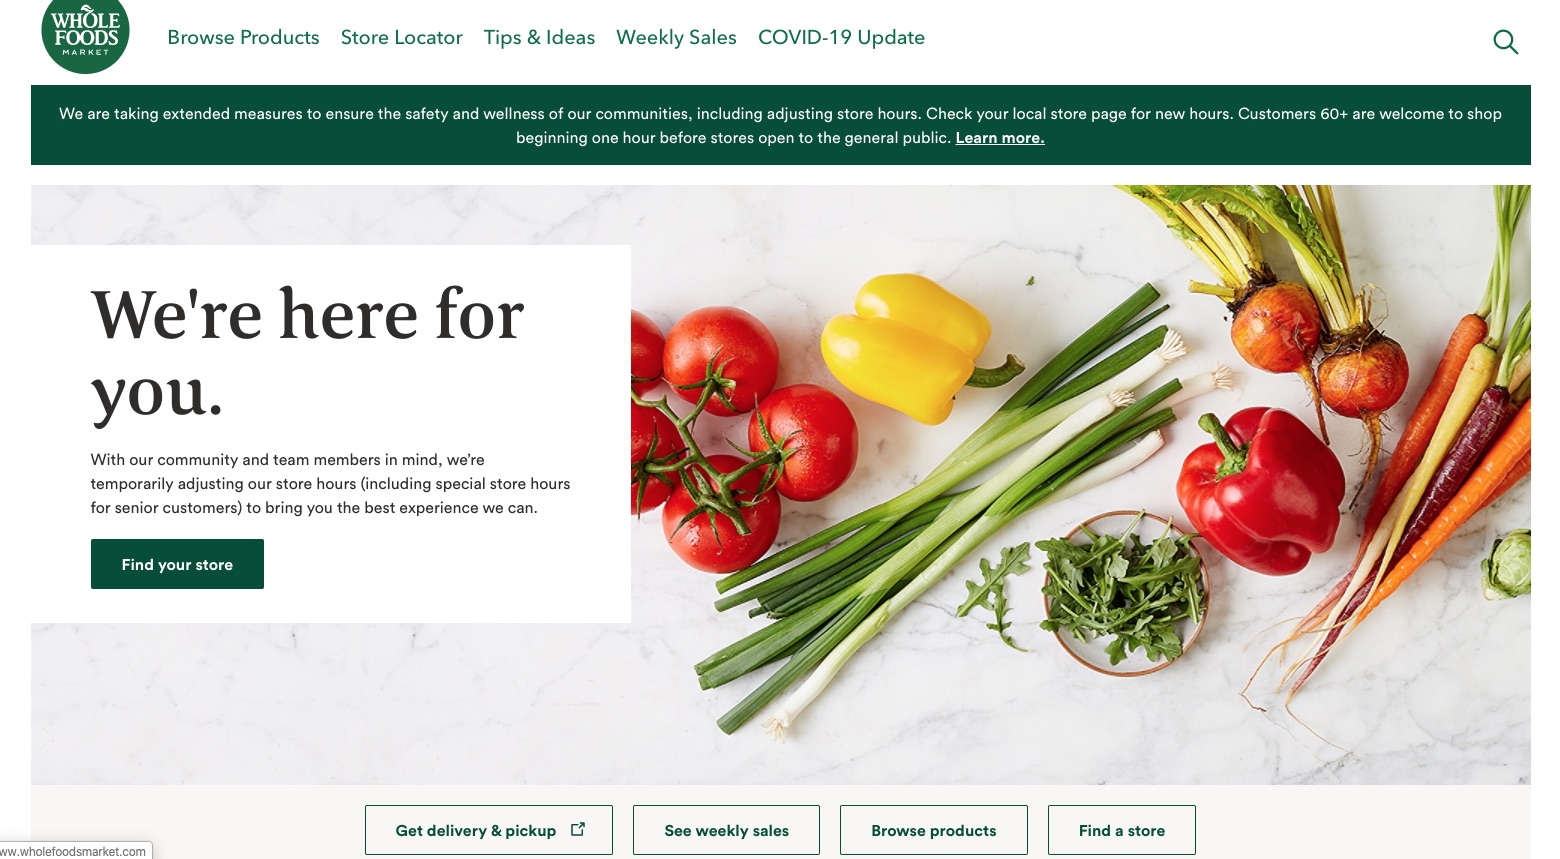 WHOLE
FOODS
MARKET
Browse Products Store Locator Tips & Ideas Weekly Sales COVID-19 Update
We are taking extended measures to ensure the safety and wellness of our communities, including adjusting store hours. Check your local store page for new hours. Customers 60+ are welcome to shop
beginning one hour before stores open to the general public. Learn more.
We're here for
you.
With our community and team members in mind, we’re
temporarily adjusting our store hours (including special store hours
for senior customers) to bring you the best experience we can.
Find your store
Get delivery & pickup See weekly sales Browse products Find a store
ww.wholefoodsmarket.com